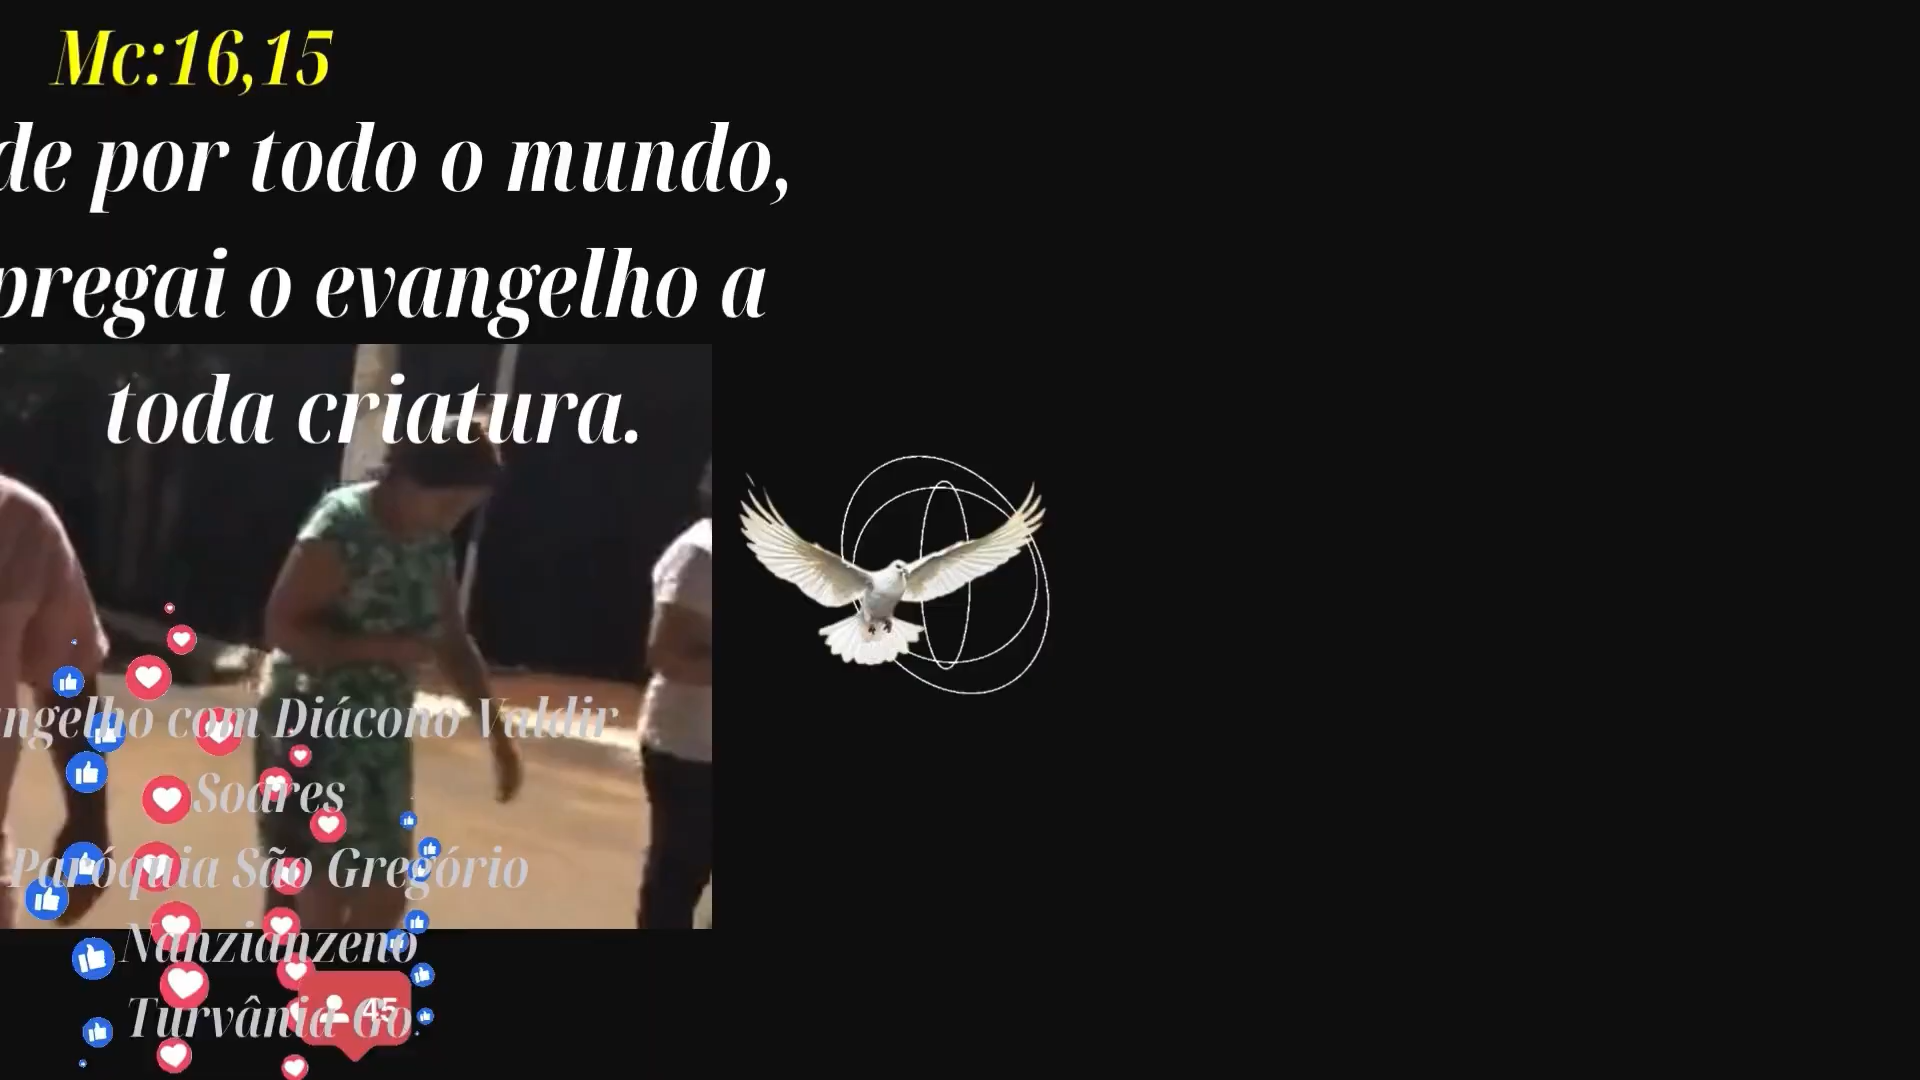 Mc:16,15
de por todo o mundo,
pregai o evangelho a
toda criatura.
ngelho com Diácono Valdir
Soares
Paróquia São Gregório
Nanzianzeno
Turvânia Go.
45